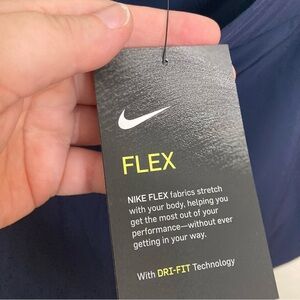 FLEX
NIKE FLEX fabrics stretch
with your body, helping you
get the most out of your
performance—without ever
getting in your way.
With DRI-FIT Technology